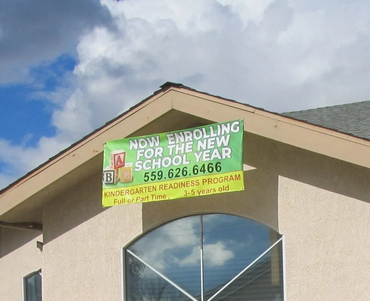 NOW ENROLLING
FOR THE NEW
SCHOOL YEAR
A
B
559.626.6466
KINDERGARTEN READINESS PROGRAM
Full or Part Time, 3-5 years old